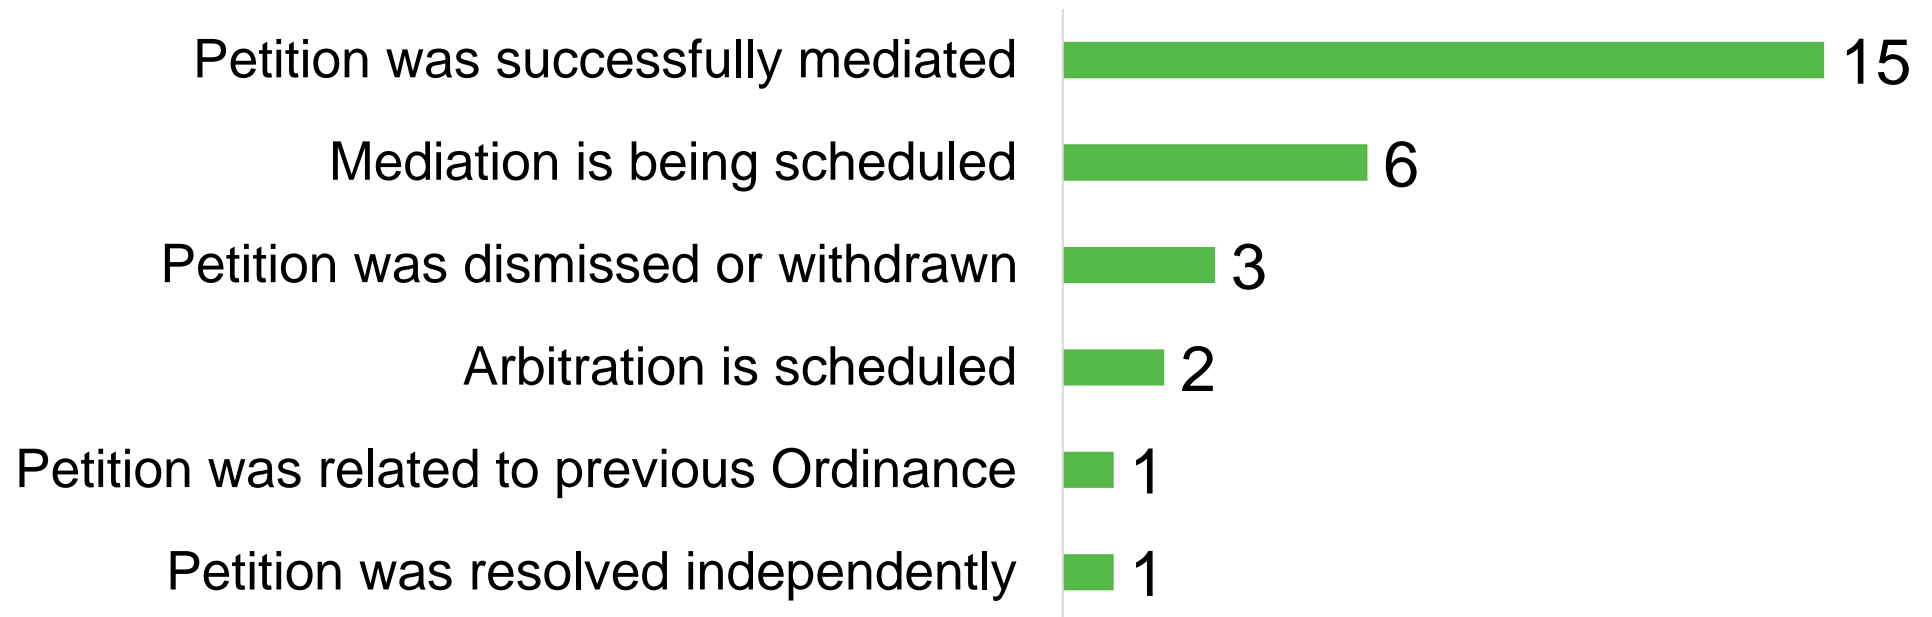 Petition was successfully mediated 15
Mediation is being scheduled 6
Petition was dismissed or withdrawn 3
Arbitration is scheduled 2
Petition was related to previous Ordinance 1
Petition was resolved independently 1